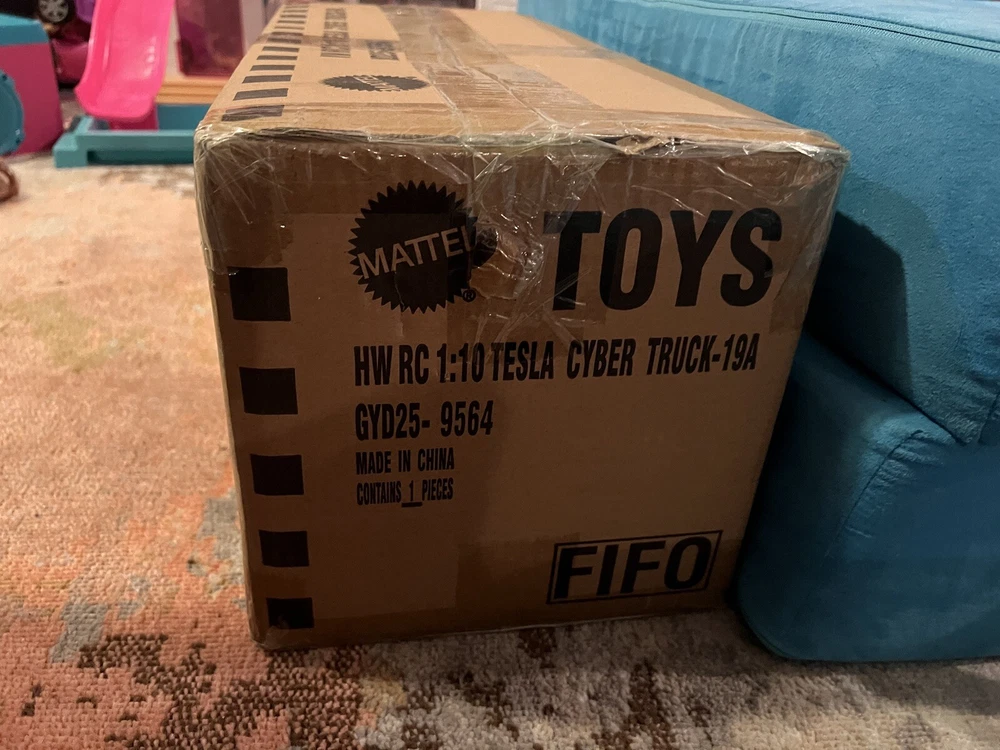 MATTEL
MATTEL
®
TOYS
HW RC 1:10 TESLA CYBER TRUCK-19A
GYD25- 9564
MADE IN CHINA
CONTAINS 1 PIECES
FIFO